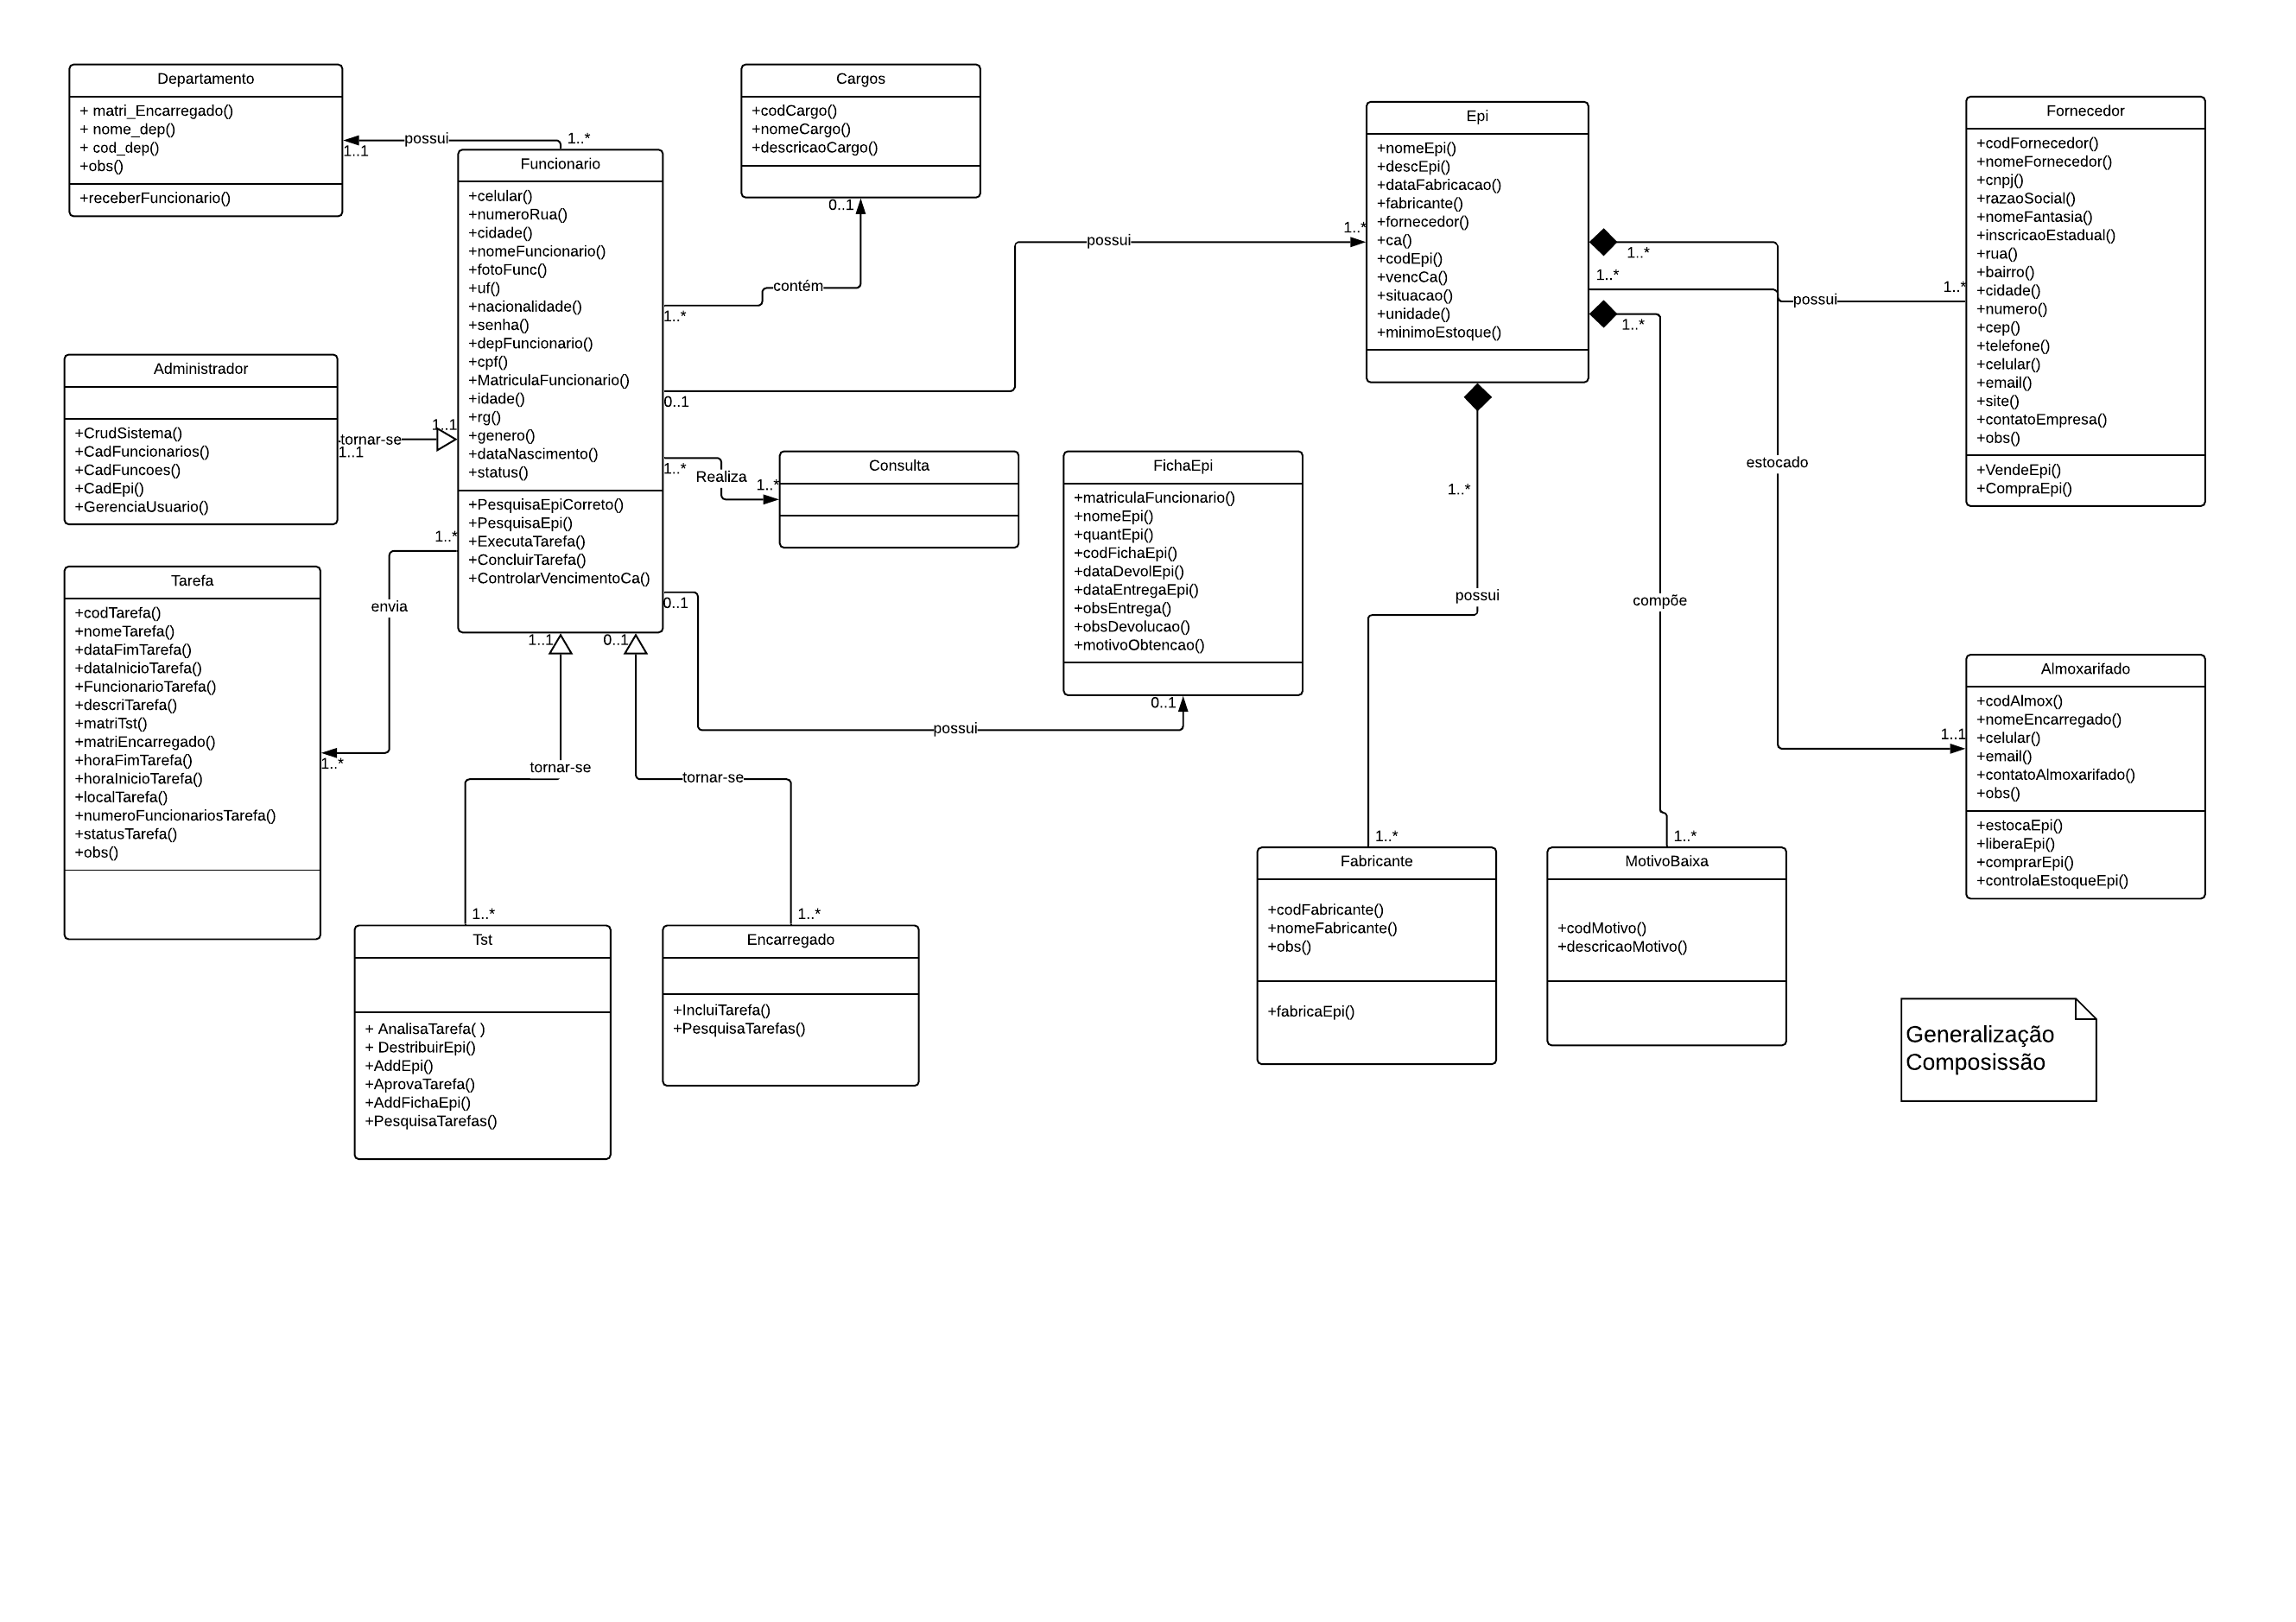 Departamento
+ matri_Encarregado()
+ nome_dep()
+ cod_dep()
+obs()
+receberFuncionario()
possui
1..1
1..*
Funcionario
+celular()
+numeroRua()
+cidade()
+nomeFuncionario()
+fotoFunc()
+uf()
+nacionalidade()
+senha()
+depFuncionario()
+cpf()
+MatriculaFuncionario()
+idade()
+rg()
+genero()
+dataNascimento()
+status()
+PesquisaEpiCorreto()
+PesquisaEpi()
+ExecutaTarefa()
+ConcluirTarefa()
+ControlarVencimentoCa()
Cargos
+codCargo()
+nomeCargo()
+descricaoCargo()
0..1
contém
1..*
possui
1..*
0..1
Epi
+nomeEpi()
+descEpi()
+dataFabricacao()
+fabricante()
+fornecedor()
+ca()
+codEpi()
+vencCa()
+situacao()
+unidade()
+minimoEstoque()
1..*
1..*
1..*
possui
1..*
Fornecedor
+codFornecedor()
+nomeFornecedor()
+cnpj()
+razaoSocial()
+nomeFantasia()
+inscricaoEstadual()
+rua()
+bairro()
+cidade()
+numero()
+cep()
+telefone()
+celular()
+email()
+site()
+contatoEmpresa()
+obs()
+VendeEpi()
+CompraEpi()
Administrador
+CrudSistema()
+CadFuncionarios()
+CadFuncoes()
+CadEpi()
+GerenciaUsuario()
1..1
tornar-se
1..1
1..*
Realiza
1..*
Consulta
FichaEpi
+matriculaFuncionario()
+nomeEpi()
+quantEpi()
+codFichaEpi()
+dataDevolEpi()
+dataEntregaEpi()
+obsEntrega()
+obsDevolucao()
+motivoObtencao()
0..1
possui
0..1
estocado
1..*
possui
compõe
1..*
envia
1..*
Tarefa
+codTarefa()
+nomeTarefa()
+dataFimTarefa()
+dataInicioTarefa()
+FuncionarioTarefa()
+descriTarefa()
+matriTst()
+matriEncarregado()
+horaFimTarefa()
+horaInicioTarefa()
+localTarefa()
+numeroFuncionariosTarefa()
+statusTarefa()
+obs()
1..1
0..1
tornar-se
tornar-se
1..*
1..*
Tst
+ AnalisaTarefa( )
+ DestribuirEpi()
+AddEpi()
+AprovaTarefa()
+AddFichaEpi()
+PesquisaTarefas()
Encarregado
+IncluiTarefa()
+PesquisaTarefas()
1..*
Fabricante
+codFabricante()
+nomeFabricante()
+obs()
+fabricaEpi()
1..*
MotivoBaixa
+codMotivo()
+descricaoMotivo()
1..1
Almoxarifado
+codAlmox()
+nomeEncarregado()
+celular()
+email()
+contatoAlmoxarifado()
+obs()
+estocaEpi()
+liberaEpi()
+comprarEpi()
+controlaEstoqueEpi()
Generalização
Composissão